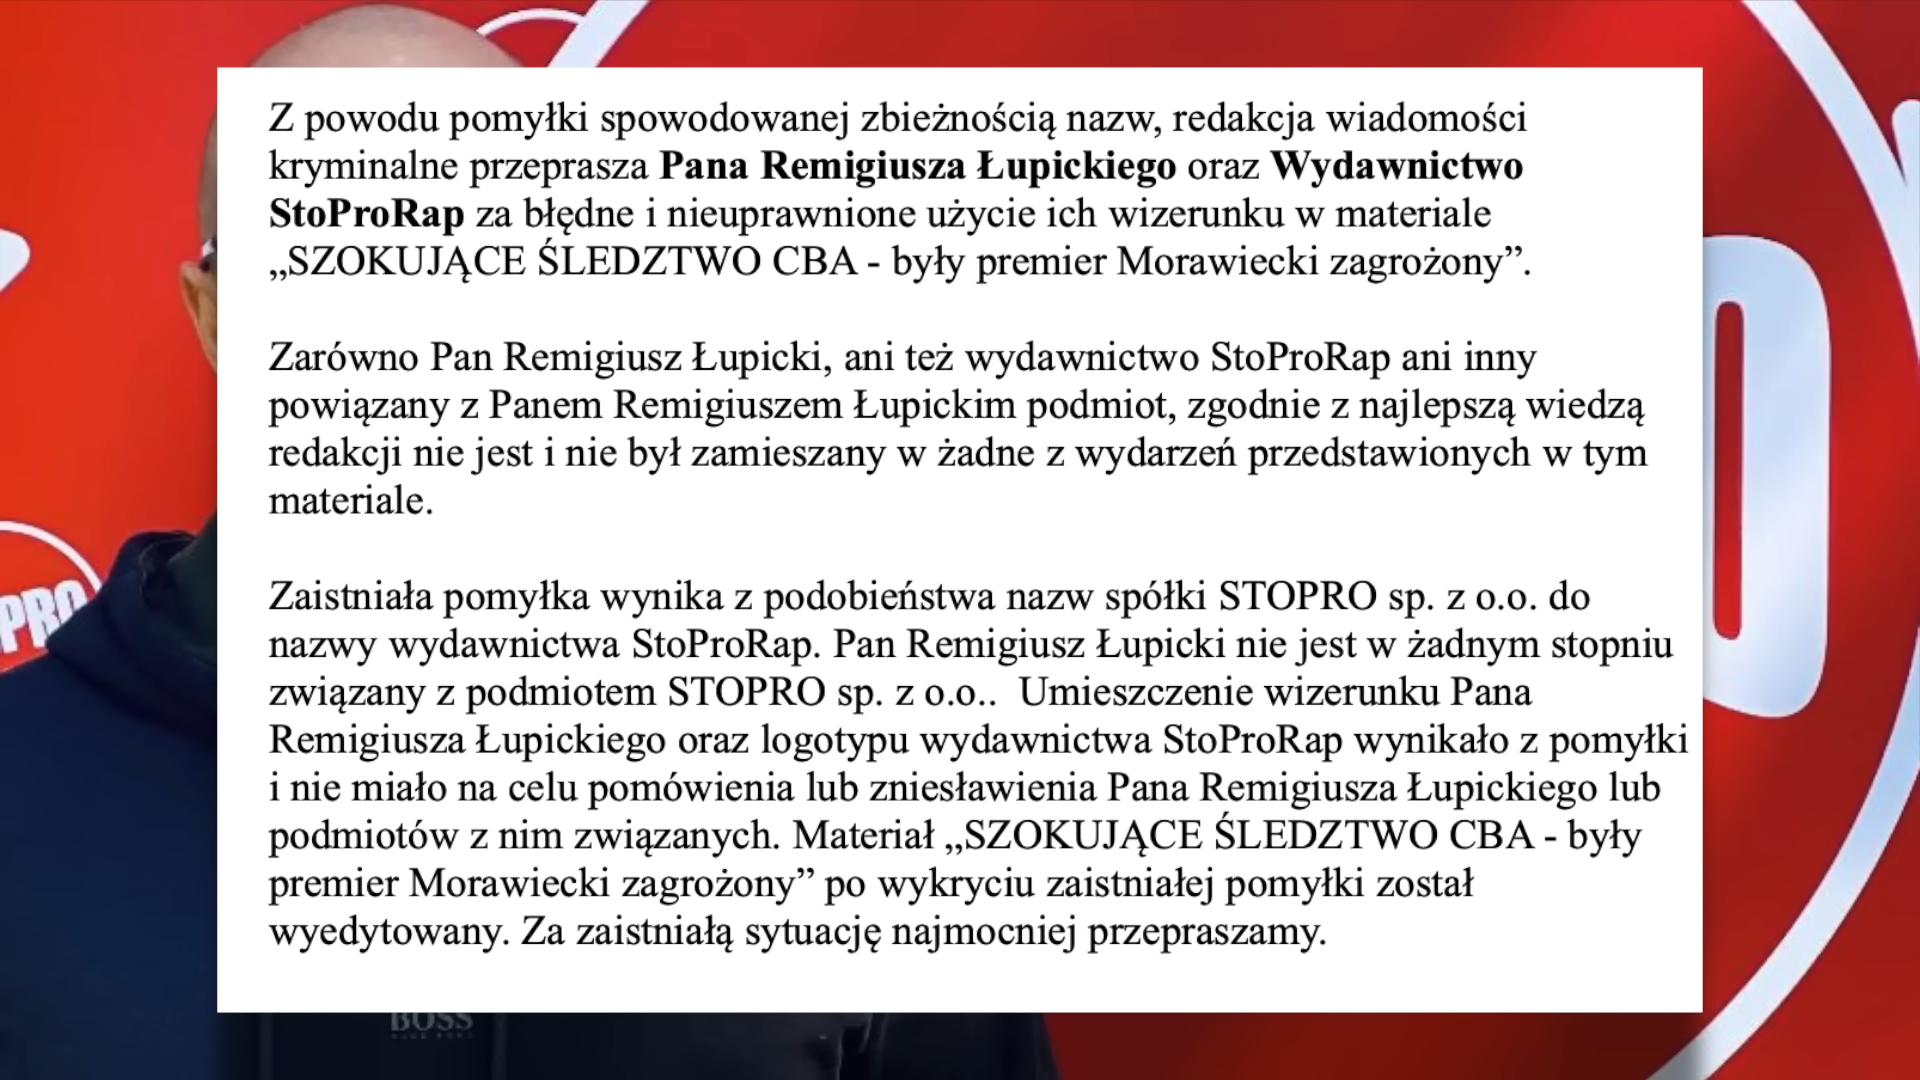 Z powodu pomyłki spowodowanej zbieżnością nazw, redakcja wiadomości
kryminalne przeprasza Pana Remigiusza Łupickiego oraz Wydawnictwo
StoProRap za błędne i nieuprawnione użycie ich wizerunku w materiale
„SZOKUJĄCE ŚLEDZTWO CBA - były premier Morawiecki zagrożony”.
Zarówno Pan Remigiusz Łupicki, ani też wydawnictwo StoProRap ani inny
powiązany z Panem Remigiuszem Łupickim podmiot, zgodnie z najlepszą wiedzą
redakcji nie jest i nie był zamieszany w żadne z wydarzeń przedstawionych w tym
materiale.
Zaistniała pomyłka wynika z podobieństwa nazw spółki STOPRO sp. z o.o. do
nazwy wydawnictwa StoProRap. Pan Remigiusz Łupicki nie jest w żadnym stopniu
związany z podmiotem STOPRO sp. z o.o.. Umieszczenie wizerunku Pana
Remigiusza Łupickiego oraz logotypu wydawnictwa StoProRap wynikało z pomyłki
i nie miało na celu pomówienia lub zniesławienia Pana Remigiusza Łupickiego lub
podmiotów z nim związanych. Materiał „SZOKUJĄCE ŚLEDZTWO CBA - były
premier Morawiecki zagrożony” po wykryciu zaistniałej pomyłki został
wyedytowany. Za zaistniałą sytuację najmocniej przepraszamy.
PRO
BOSS